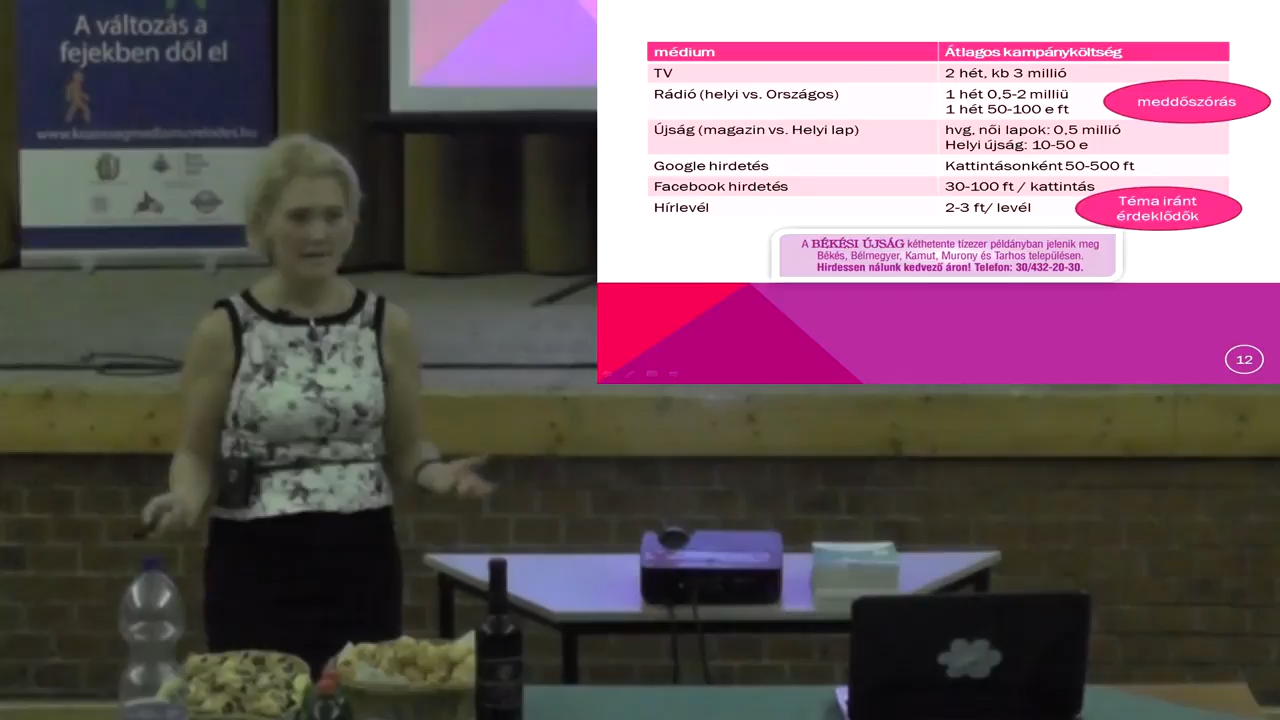 A változás a
fejekben dől el
médium Átlagos kampányköltség
TV 2 hét, kb 3 millió
Rádió (helyi vs. Országos) 1 hét 0,5-2 milliü
1 hét 50-100 e ft
meddőszórás
Újság (magazin vs. Helyi lap) hvg, női lapok: 0,5 millió
Helyi újság: 10-50 e
Google hirdetés Kattintásonként 50-500 ft
Facebook hirdetés 30-100 ft / kattintás
Hírlevél 2-3 ft/ levél
Téma iránt
érdeklődők
A BÉKÉSI ÚJSÁG kéthetente tízezer példányban jelenik meg
Békés, Bélmegyer, Kamut, Murony és Tarhos településen.
Hirdessen nálunk kedvező áron! Telefon: 30/432-20-30.
12